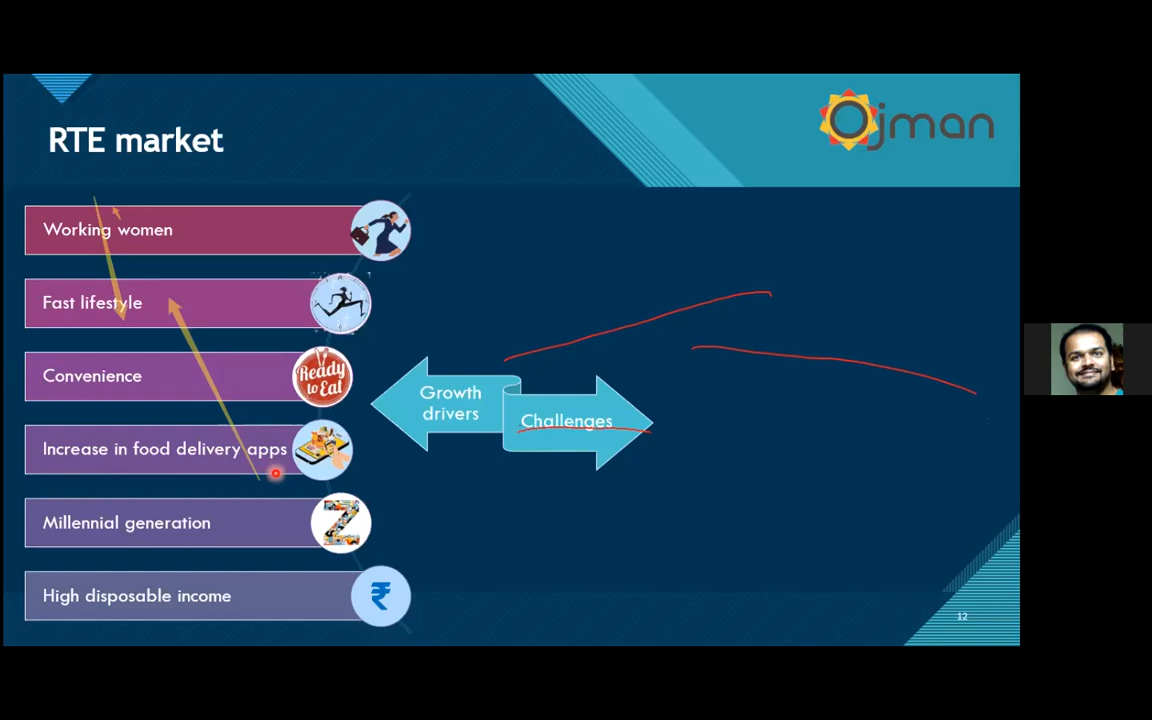 RTE market
Ojman
Working women
Fast lifestyle
Convenience
Ready
to Eat
Increase in food delivery apps
Millennial generation
Z
High disposable income
₹
Growth
drivers
Challenges
12